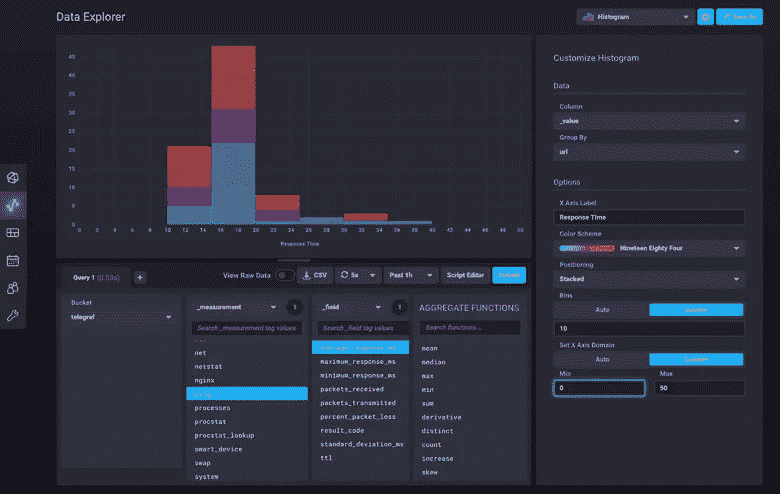 Data Explorer
Histogram
Save As
45
40
35
30
25
20
15
10
5
0
0 2 4 6 8 10 12 14 16 18 20 22 24 26 28 30 32 34 36 38 40 42 44 46 48 50
Response Time
Customize Histogram
Data
Column
_value
Group By
url
Options
X Axis Label
Response Time
Color Scheme
Nineteen Eighty Four
Positioning
Stacked
Bins
Auto Custom
10
Set X Axis Domain
Auto Custom
Min Max
0 50
Query 1 (0.03s)
View Raw Data
CSV
5s
Past 1h
Script Editor
Submit
Bucket
telegraf
_measurement 1
Search _measurement tag values
net
netstat
nginx
processes
procstat
procstat_lookup
smart_device
swap
system
_field 1
Search _field tag values
maximum_response_ms
minimum_response_ms
packets_received
packets_transmitted
percent_packet_loss
result_code
standard_deviation_ms
ttl
AGGREGATE FUNCTIONS
Search functions...
mean
median
max
min
sum
derivative
distinct
count
increase
skew